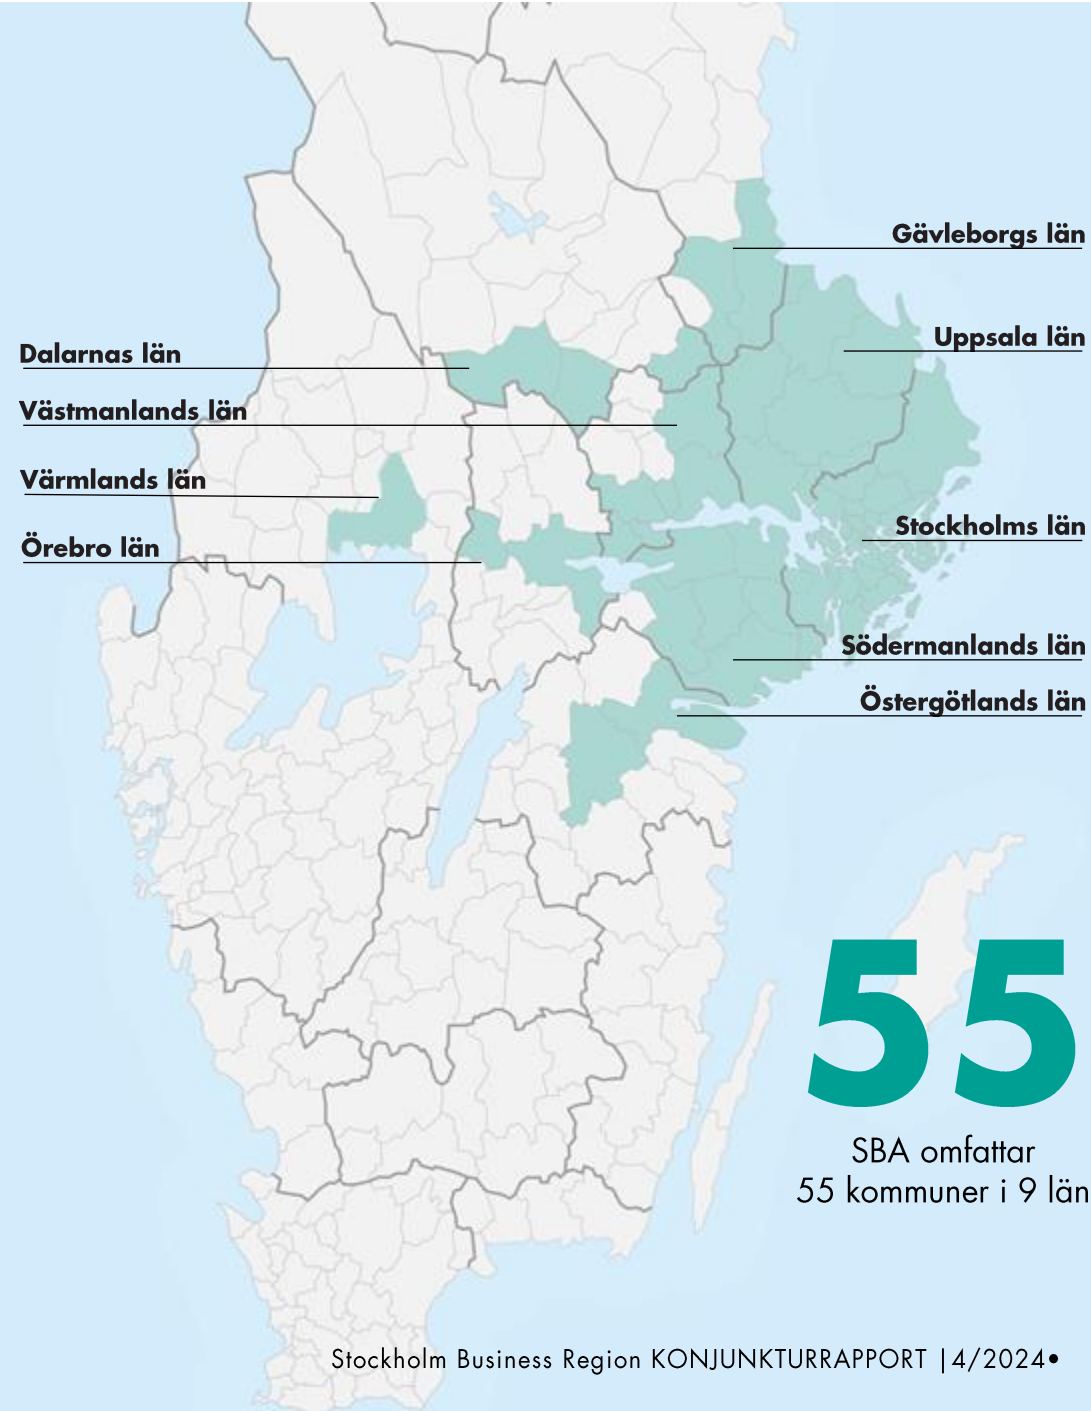 Gävleborgs län
Uppsala län
Dalarnas län
Västmanlands län
Värmlands län
Stockholms län
Örebro län
Södermanlands län
Östergötlands län
55
SBA omfattar
55 kommuner i 9 län
Stockholm Business Region KONJUNKTURRAPPORT |4/2024•